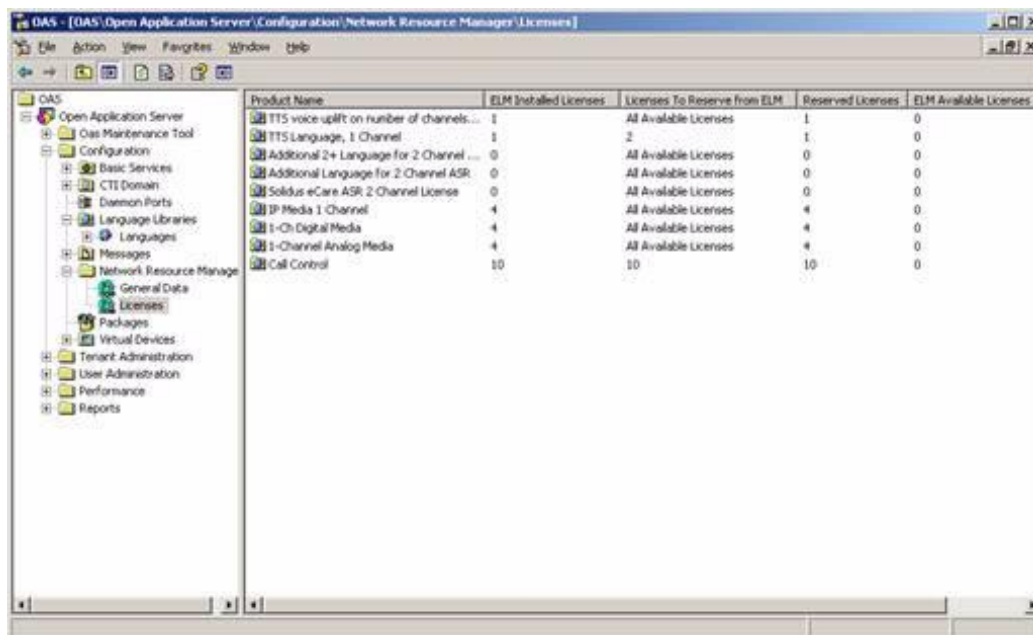 OAS - [OAS\Open Application Server\Configuration\Network Resource Manager\Licenses]
File Action View Favorites Window Help
OAS
Open Application Server
Oas Maintenance Tool
Configuration
Basic Services
CTI Domain
Daemon Ports
Language Libraries
Languages
Messages
Network Resource Manage
General Data
Licenses
Packages
Virtual Devices
Tenant Administration
User Administration
Performance
Reports
Product Name ELM Installed Licenses Licenses To Reserve from ELM Reserved Licenses ELM Available Licenses
TTS voice uplift on number of channels... 1 All Available Licenses 1 0
TTS Language, 1 Channel 1 2 1 0
Additional 2+ Language for 2 Channel ... 0 All Available Licenses 0 0
Additional Language for 2 Channel ASR 0 All Available Licenses 0 0
Solidus eCare ASR 2 Channel License 0 All Available Licenses 0 0
IP Media 1 Channel 4 All Available Licenses 4 0
1-Ch Digital Media 4 All Available Licenses 4 0
1-Channel Analog Media 4 All Available Licenses 4 0
Call Control 10 10 10 0